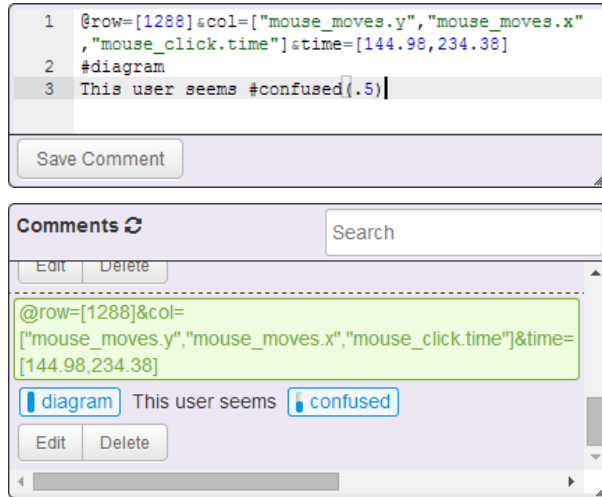 1 @row=[1288]&col=["mouse_moves.y","mouse_moves.x"
,"mouse_click.time"]&time=[144.98,234.38]
2 #diagram
3 This user seems #confused(.5)
Save Comment
Comments
Search
Edit Delete
@row=[1288]&col=
["mouse_moves.y","mouse_moves.x","mouse_click.time"]&time=
[144.98,234.38]
diagram This user seems confused
Edit Delete